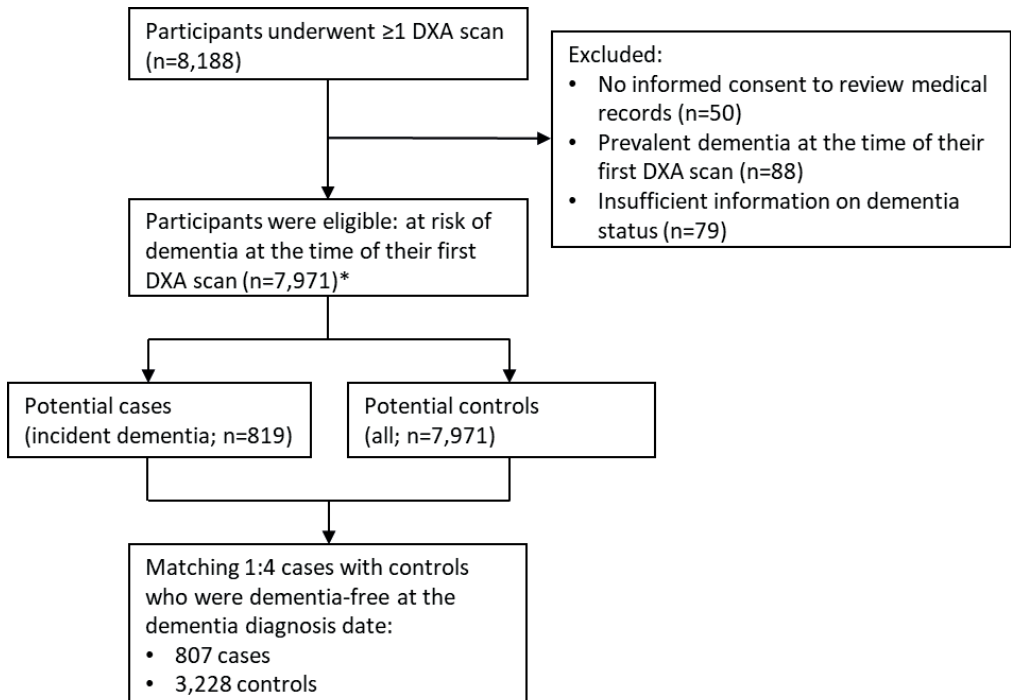 Participants underwent ≥1 DXA scan
(n=8,188)
Excluded:
• No informed consent to review medical
records (n=50)
• Prevalent dementia at the time of their
first DXA scan (n=88)
• Insufficient information on dementia
status (n=79)
Participants were eligible: at risk of
dementia at the time of their first
DXA scan (n=7,971)*
Potential cases
(incident dementia; n=819)
Potential controls
(all; n=7,971)
Matching 1:4 cases with controls
who were dementia-free at the
dementia diagnosis date:
• 807 cases
• 3,228 controls